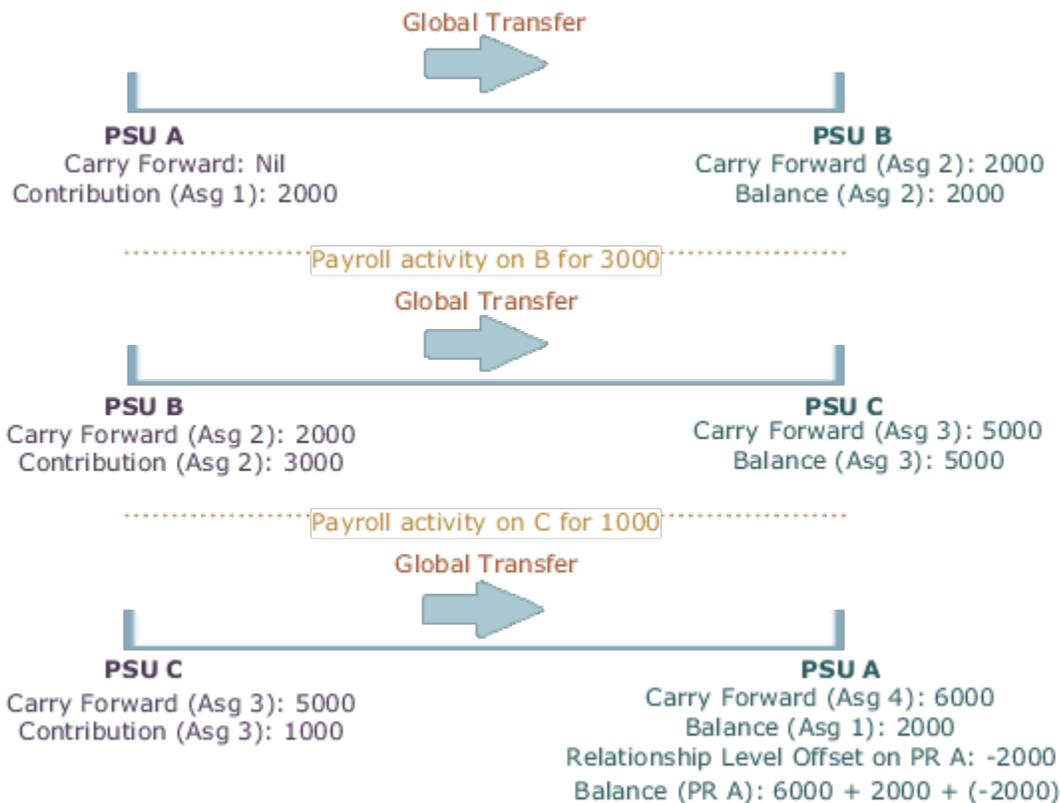 Global Transfer
PSU A
Carry Forward: Nil
Contribution (Asg 1): 2000
PSU B
Carry Forward (Asg 2): 2000
Balance (Asg 2): 2000
Payroll activity on B for 3000
Global Transfer
PSU B
Carry Forward (Asg 2): 2000
Contribution (Asg 2): 3000
PSU C
Carry Forward (Asg 3): 5000
Balance (Asg 3): 5000
Payroll activity on C for 1000
Global Transfer
PSU C
Carry Forward (Asg 3): 5000
Contribution (Asg 3): 1000
PSU A
Carry Forward (Asg 4): 6000
Balance (Asg 1): 2000
Relationship Level Offset on PR A: -2000
Balance (PR A): 6000 + 2000 + (-2000)